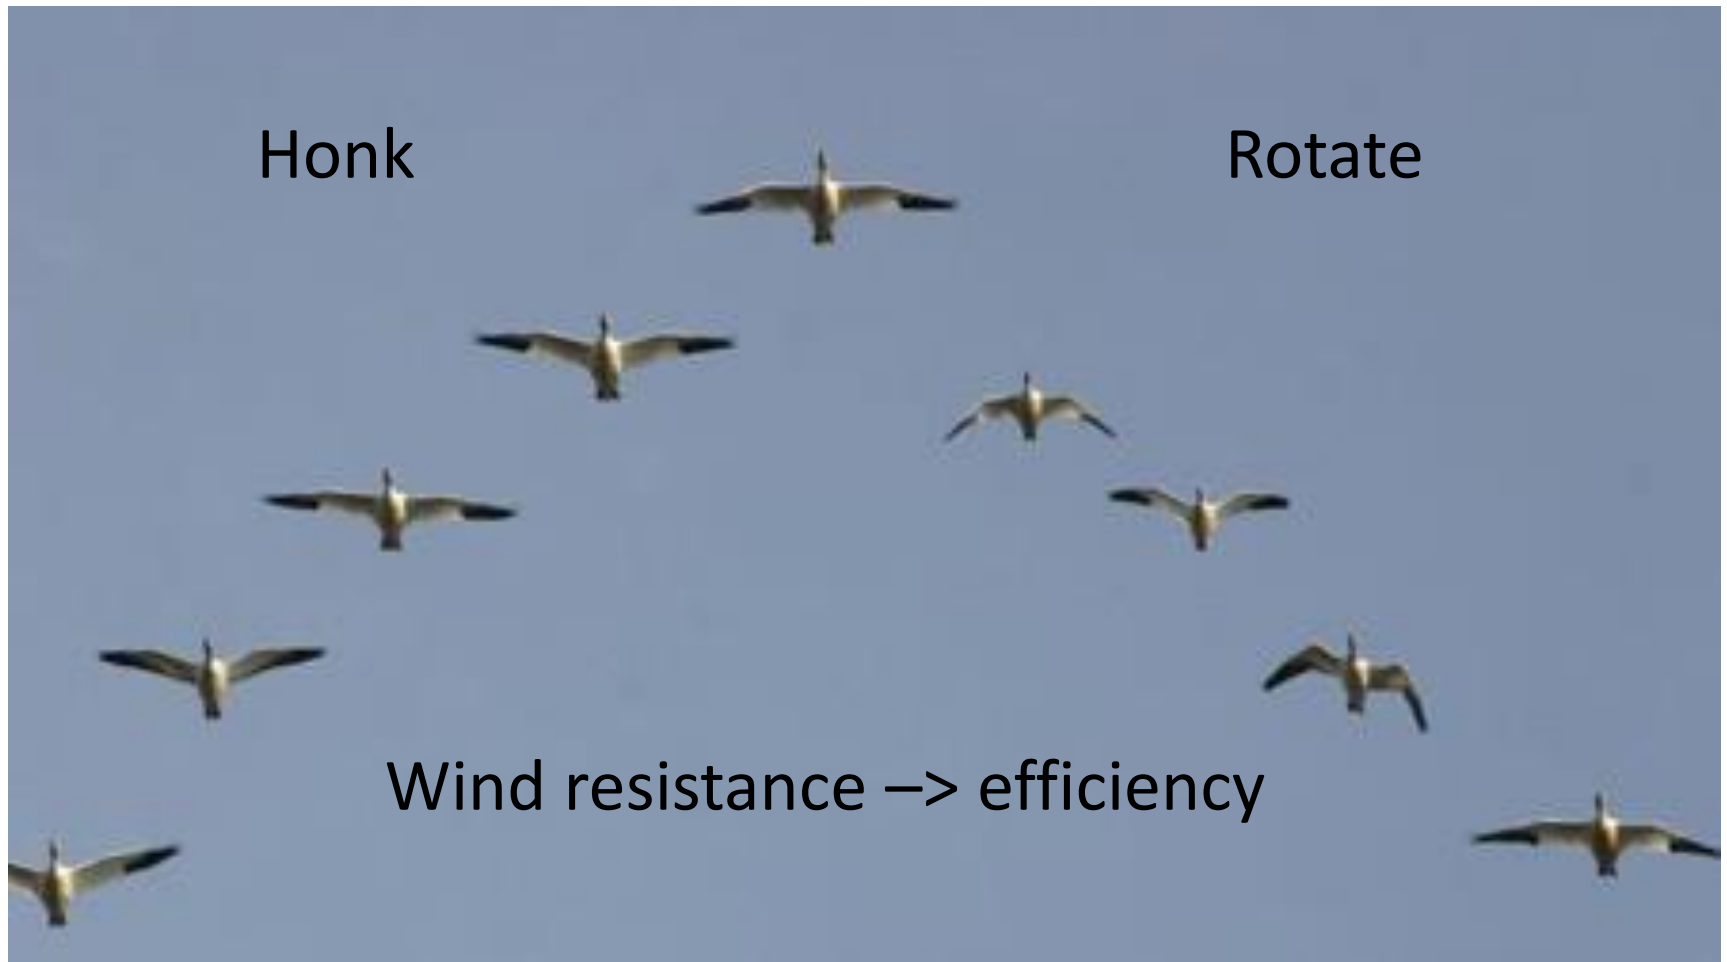 Honk
Rotate
Wind resistance –> efficiency